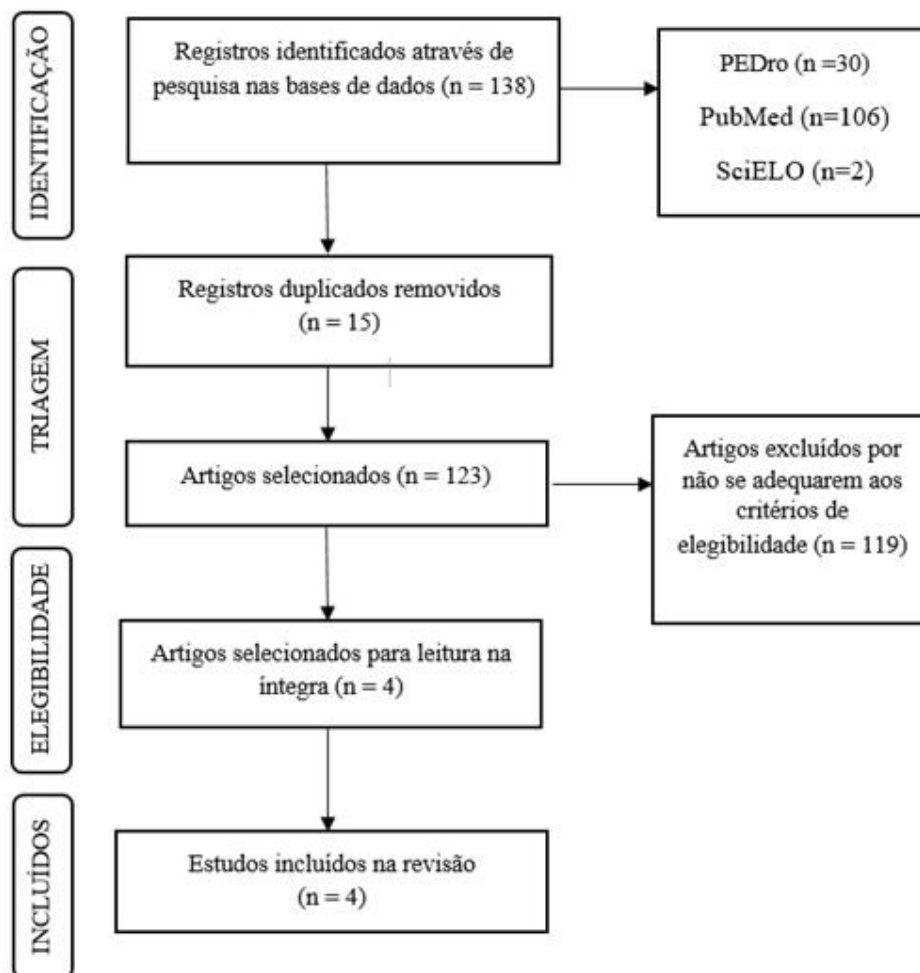 IDENTIFICAÇÃO
Registros identificados através de
pesquisa nas bases de dados (n = 138)
PEDro (n =30)
PubMed (n=106)
SciELO (n=2)
TRIAGEM
Registros duplicados removidos
(n = 15)
Artigos selecionados (n = 123)
Artigos excluídos por
não se adequarem aos
critérios de
elegibilidade (n = 119)
ELEGIBILIDADE
Artigos selecionados para leitura na
íntegra (n = 4)
INCLUÍDOS
Estudos incluídos na revisão
(n = 4)